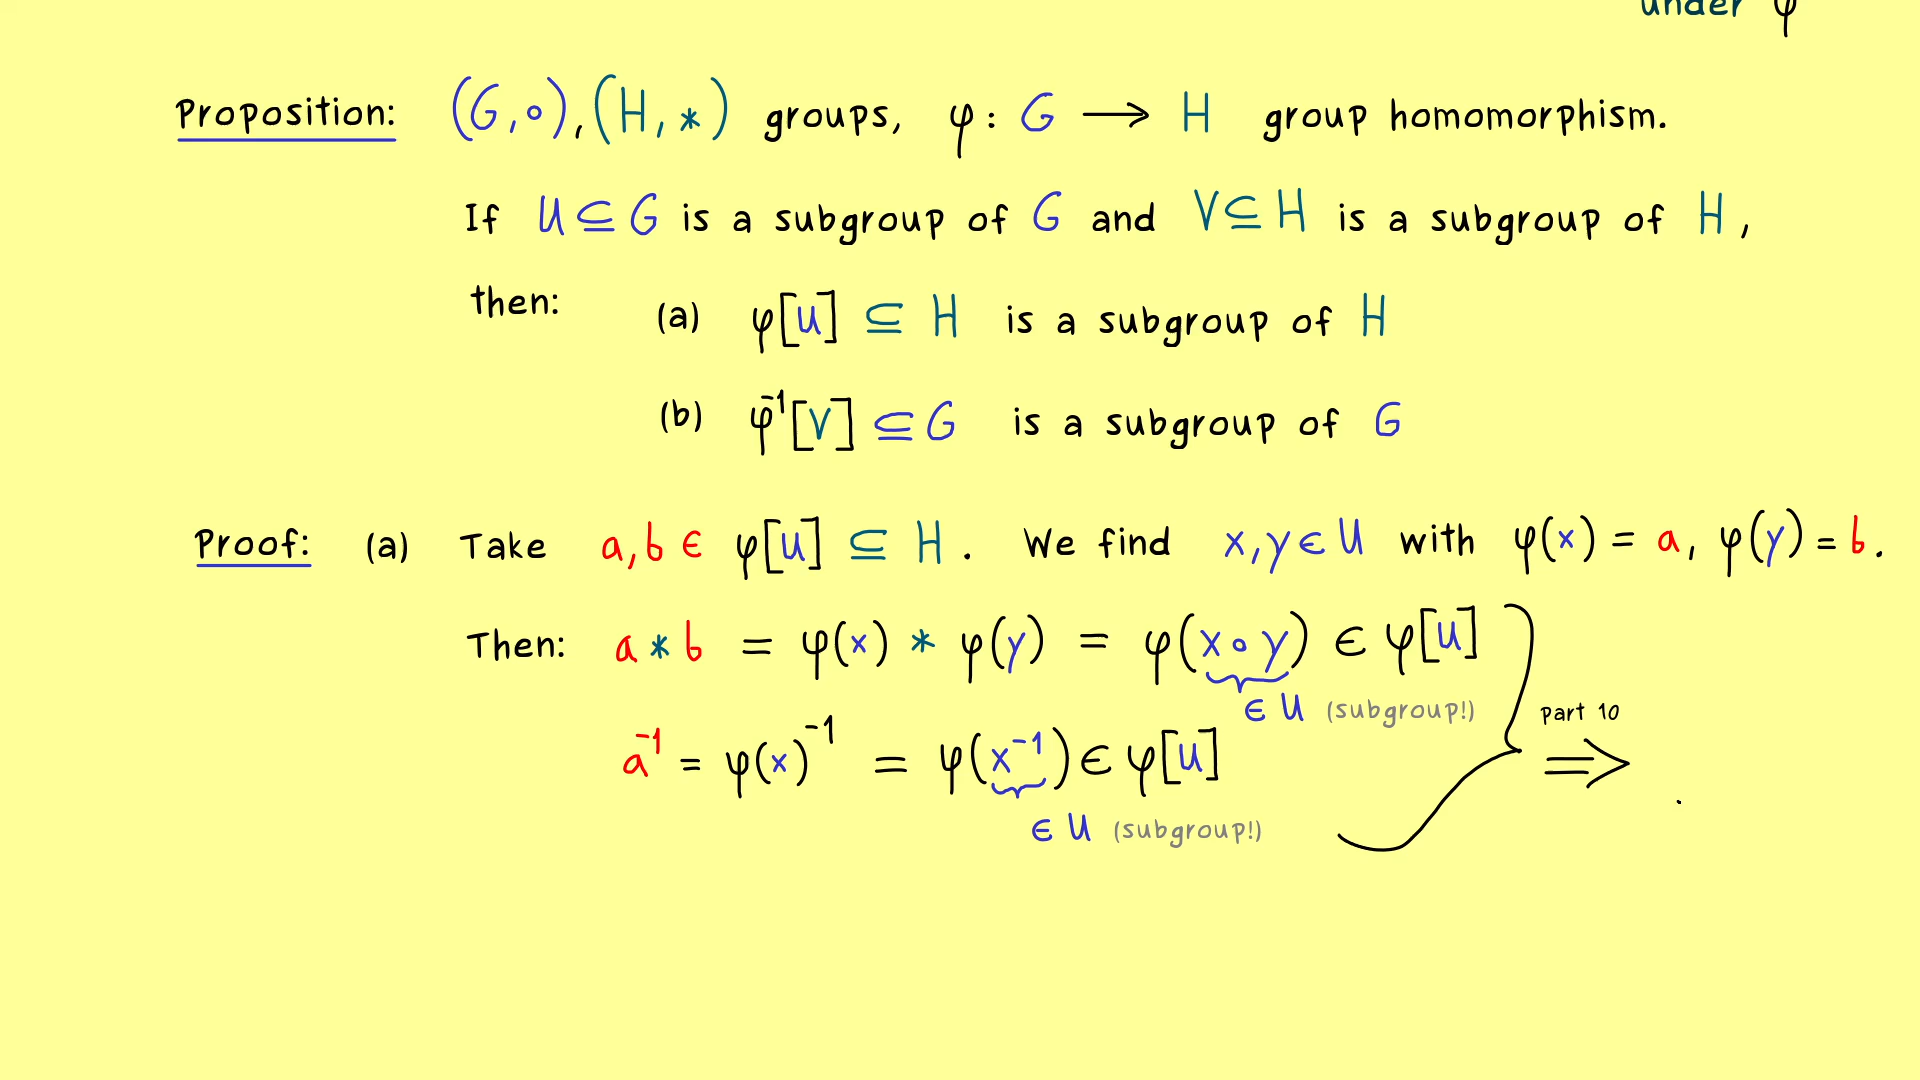 under φ
Proposition: (G,∘), (H,*) groups, φ: G ⟶ H group homomorphism.
If U ⊆ G is a subgroup of G and V ⊆ H is a subgroup of H,
then: (a) φ[U] ⊆ H is a subgroup of H
(b) φ⁻¹[V] ⊆ G is a subgroup of G
Proof: (a) Take a,b ∈ φ[U] ⊆ H. We find x,y ∈ U with φ(x) = a, φ(y) = b.
Then: a * b = φ(x) * φ(y) = φ(x ∘ y) ∈ φ[U]
∈ U (subgroup!) part 10
a⁻¹ = φ(x)⁻¹ = φ(x⁻¹) ∈ φ[U] ⟹
∈ U (subgroup!)